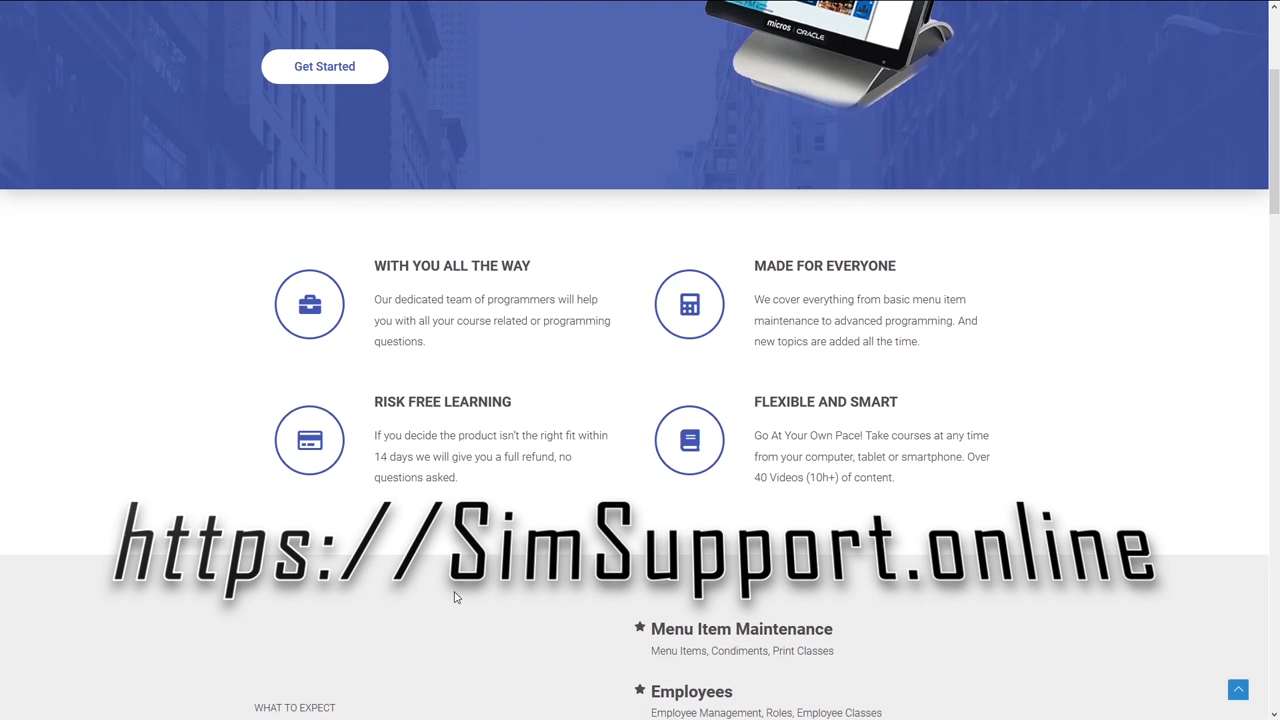 micros | ORACLE
Get Started
WITH YOU ALL THE WAY
Our dedicated team of programmers will help
you with all your course related or programming
questions.
MADE FOR EVERYONE
We cover everything from basic menu item
maintenance to advanced programming. And
new topics are added all the time.
RISK FREE LEARNING
If you decide the product isn't the right fit within
14 days we will give you a full refund, no
questions asked.
FLEXIBLE AND SMART
Go At Your Own Pace! Take courses at any time
from your computer, tablet or smartphone. Over
40 Videos (10h+) of content.
https://SimSupport.online
Menu Item Maintenance
Menu Items, Condiments, Print Classes
Employees
Employee Management, Roles, Employee Classes
WHAT TO EXPECT